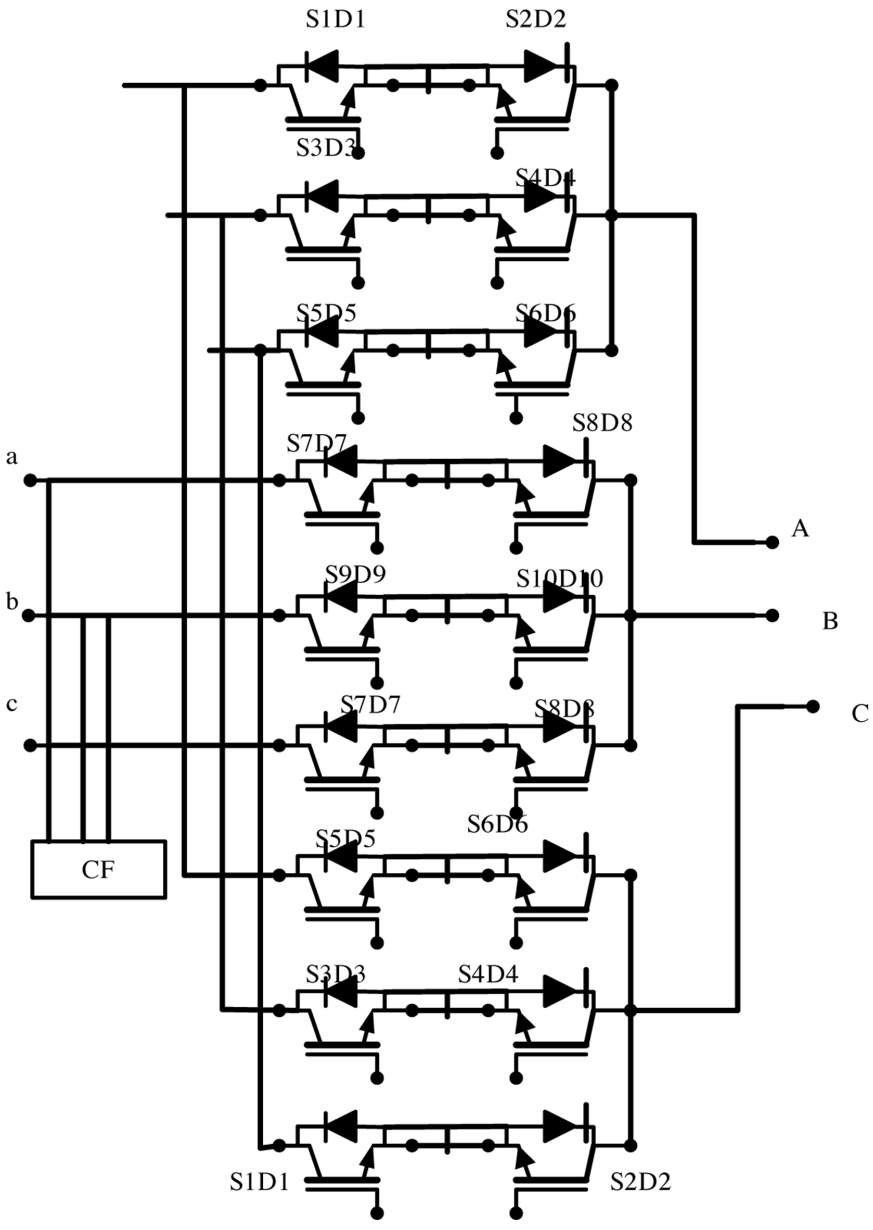 S1D1 S2D2
S3D3
S4D4
S5D5 S6D6
S8D8
S7D7
a
A
S9D9 S10D10
b
B
S7D7 S8D8
c
C
S6D6
S5D5
CF
S3D3 S4D4
S1D1 S2D2